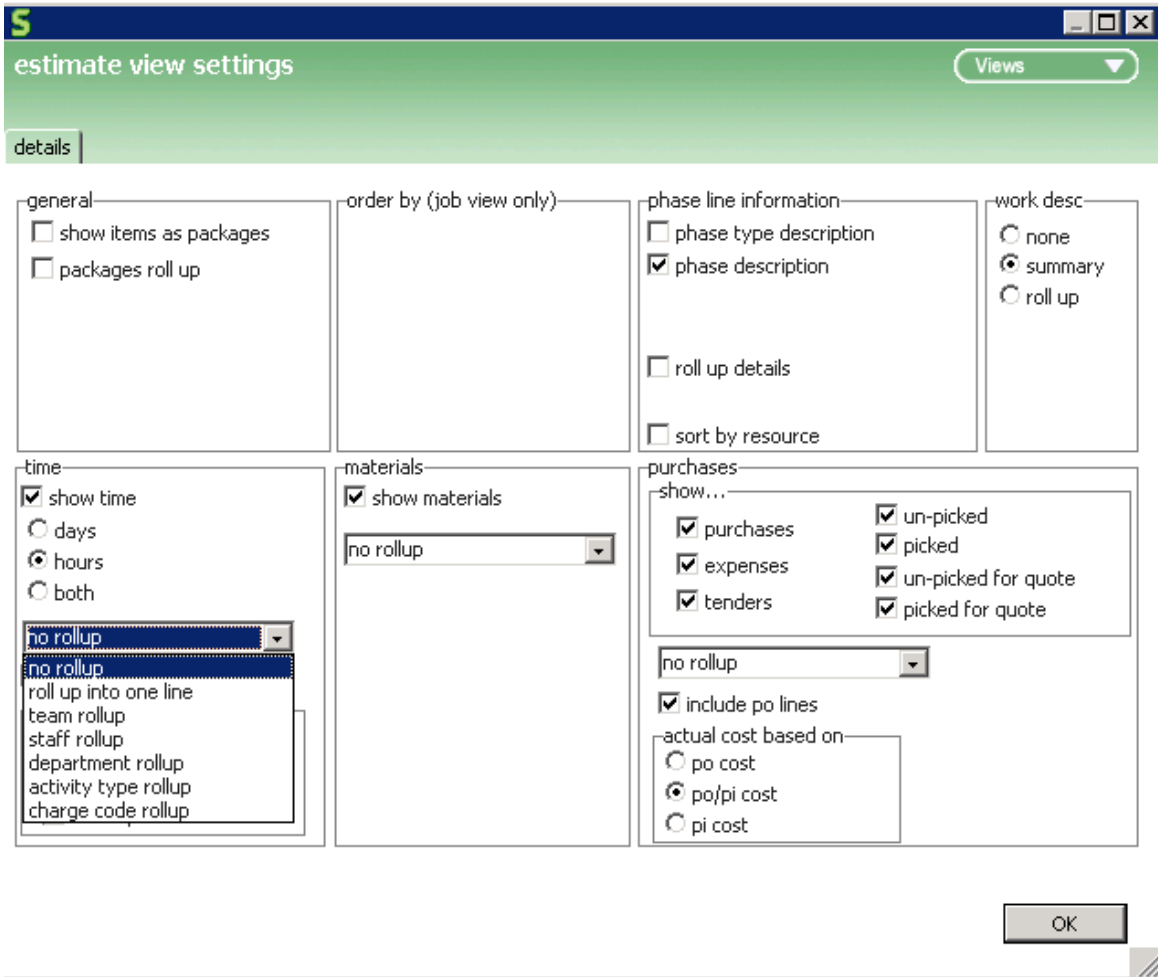 S
estimate view settings
Views
details
general
show items as packages
packages roll up
order by (job view only)
phase line information
phase type description
phase description
roll up details
sort by resource
work desc
none
summary
roll up
time
show time
days
hours
both
no rollup
no rollup
roll up into one line
team rollup
staff rollup
department rollup
activity type rollup
charge code rollup
materials
show materials
no rollup
purchases
show...
purchases
expenses
tenders
un-picked
picked
un-picked for quote
picked for quote
no rollup
include po lines
actual cost based on
po cost
po/pi cost
pi cost
OK